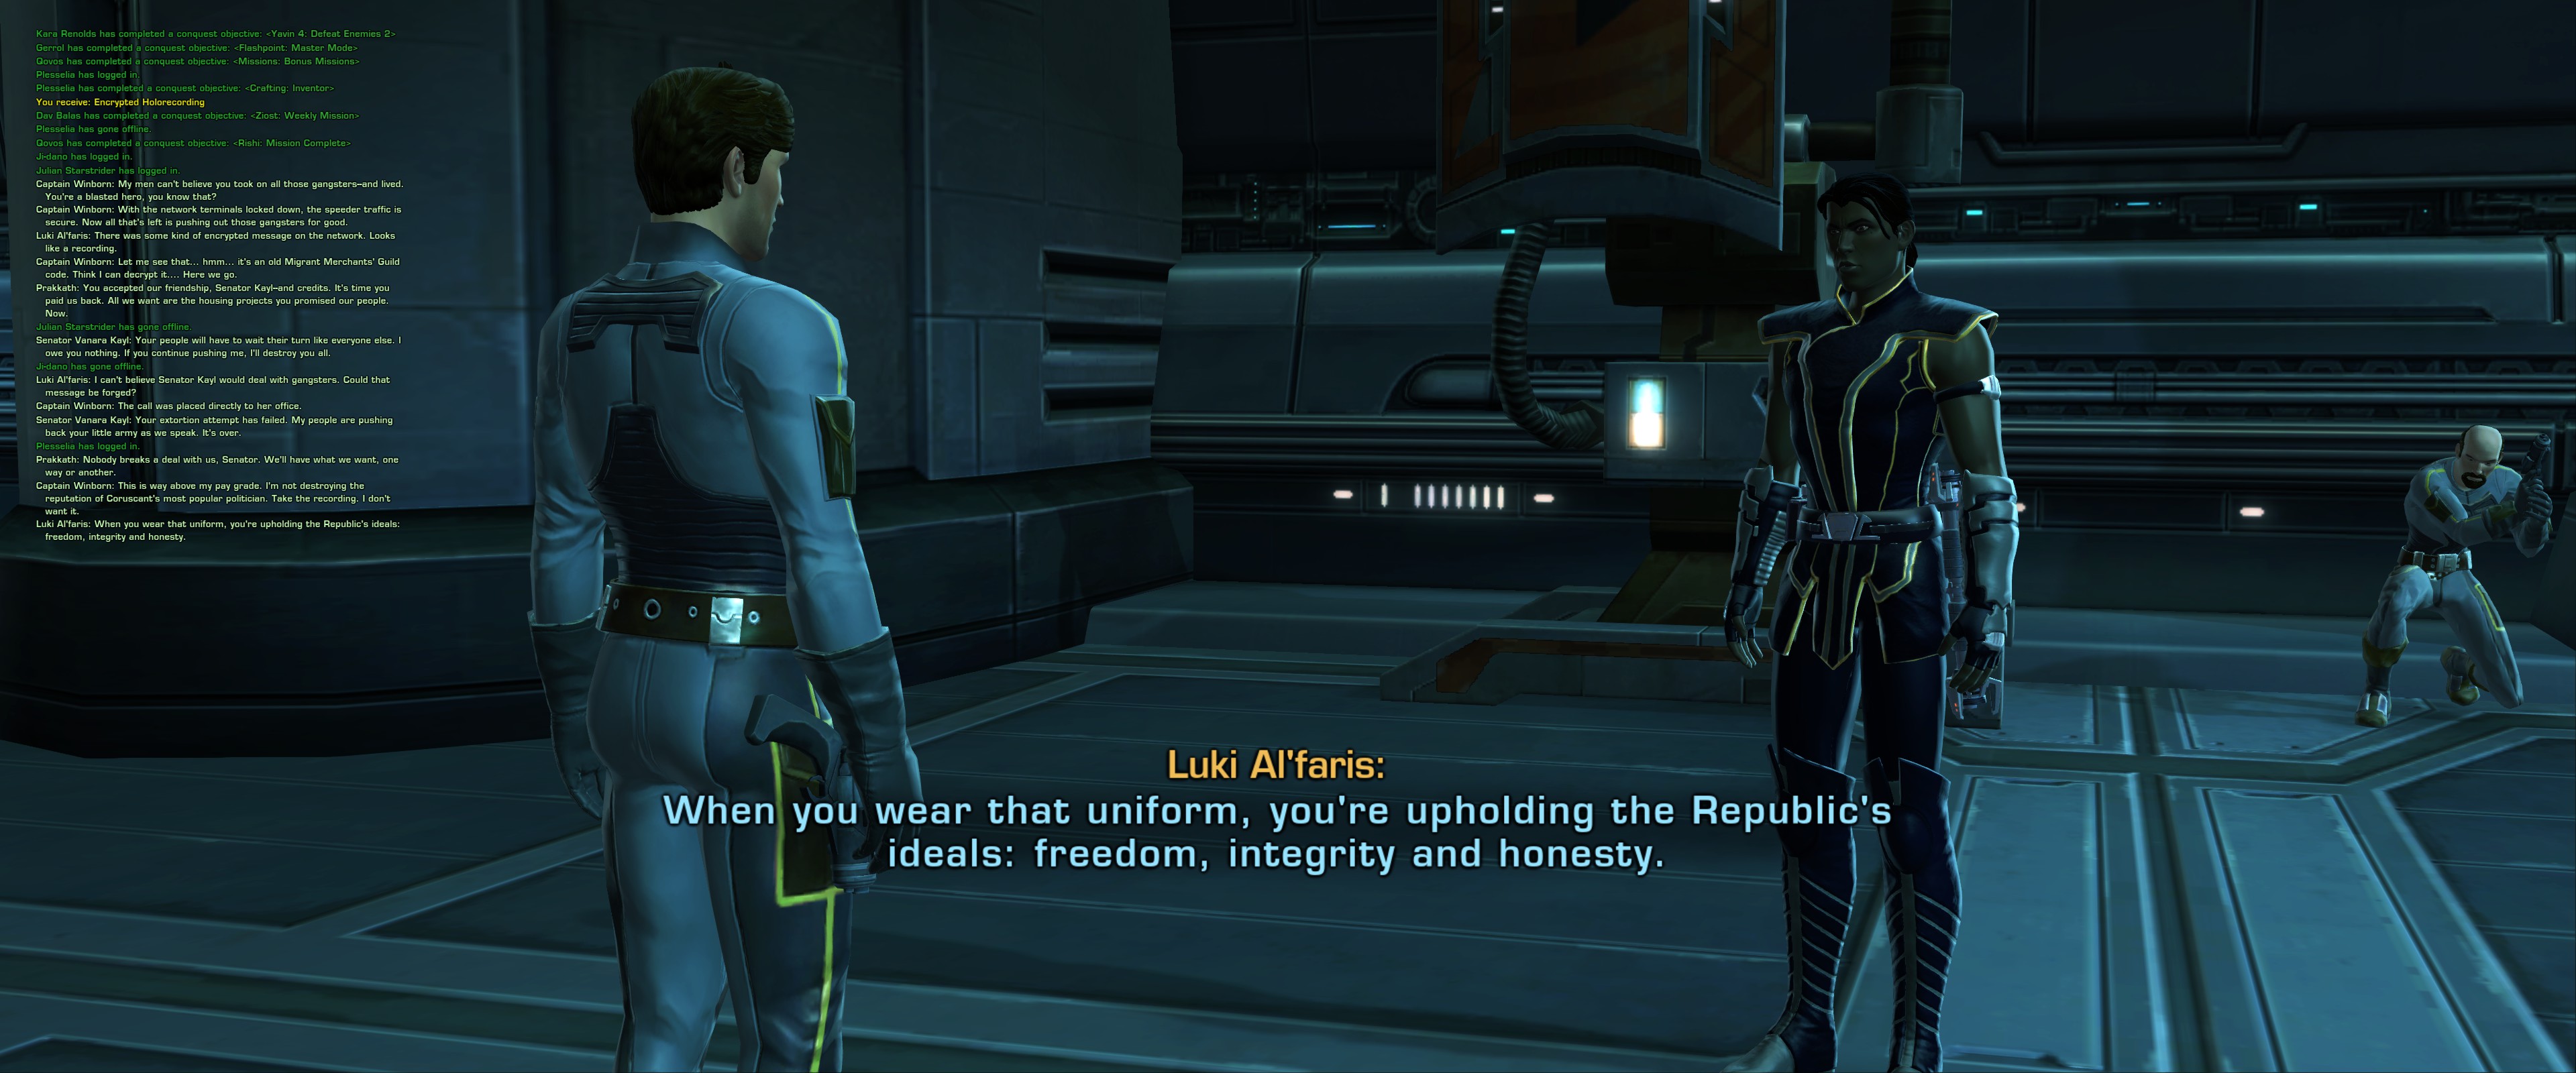 Kara Renolds has completed a conquest objective: <Yavin 4: Defeat Enemies 2>
Gerrol has completed a conquest objective: <Flashpoint: Master Mode>
Qovos has completed a conquest objective: <Missions: Bonus Missions>
Plesselia has logged in.
Plesselia has completed a conquest objective: <Crafting: Inventor>
You receive: Encrypted Holorecording
Dav Balas has completed a conquest objective: <Ziost: Weekly Mission>
Plesselia has gone offline.
Qovos has completed a conquest objective: <Rishi: Mission Complete>
Ji-dano has logged in.
Julian Starstrider has logged in.
Captain Winborn: My men can't believe you took on all those gangsters—and lived.
You're a blasted hero, you know that?
Captain Winborn: With the network terminals locked down, the speeder traffic is
secure. Now all that's left is pushing out those gangsters for good.
Luki Al'faris: There was some kind of encrypted message on the network. Looks
like a recording.
Captain Winborn: Let me see that... hmm... it's an old Migrant Merchants' Guild
code. Think I can decrypt it.... Here we go.
Prakkath: You accepted our friendship, Senator Kayl—and credits. It's time you
paid us back. All we want are the housing projects you promised our people.
Now.
Julian Starstrider has gone offline.
Senator Vanara Kayl: Your people will have to wait their turn like everyone else. I
owe you nothing. If you continue pushing me, I'll destroy you all.
Ji-dano has gone offline.
Luki Al'faris: I can't believe Senator Kayl would deal with gangsters. Could that
message be forged?
Captain Winborn: The call was placed directly to her office.
Senator Vanara Kayl: Your extortion attempt has failed. My people are pushing
back your little army as we speak. It's over.
Plesselia has logged in.
Prakkath: Nobody breaks a deal with us, Senator. We'll have what we want, one
way or another.
Captain Winborn: This is way above my pay grade. I'm not destroying the
reputation of Coruscant's most popular politician. Take the recording. I don't
want it.
Luki Al'faris: When you wear that uniform, you're upholding the Republic's ideals:
freedom, integrity and honesty.
Luki Al'faris:
When you wear that uniform, you're upholding the Republic's
ideals: freedom, integrity and honesty.